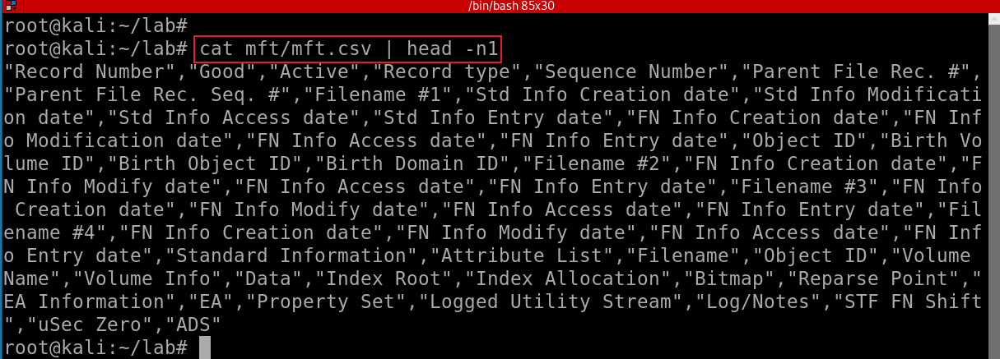 /bin/bash 85x30
root@kali:~/lab#
root@kali:~/lab# cat mft/mft.csv | head -n1
"Record Number","Good","Active","Record type","Sequence Number","Parent File Rec. #",
"Parent File Rec. Seq. #","Filename #1","Std Info Creation date","Std Info Modificati
on date","Std Info Access date","Std Info Entry date","FN Info Creation date","FN Inf
o Modification date","FN Info Access date","FN Info Entry date","Object ID","Birth Vo
lume ID","Birth Object ID","Birth Domain ID","Filename #2","FN Info Creation date","F
N Info Modify date","FN Info Access date","FN Info Entry date","Filename #3","FN Info
 Creation date","FN Info Modify date","FN Info Access date","FN Info Entry date","Fil
ename #4","FN Info Creation date","FN Info Modify date","FN Info Access date","FN Inf
o Entry date","Standard Information","Attribute List","Filename","Object ID","Volume
Name","Volume Info","Data","Index Root","Index Allocation","Bitmap","Reparse Point","
EA Information","EA","Property Set","Logged Utility Stream","Log/Notes","STF FN Shift
","uSec Zero","ADS"
root@kali:~/lab#